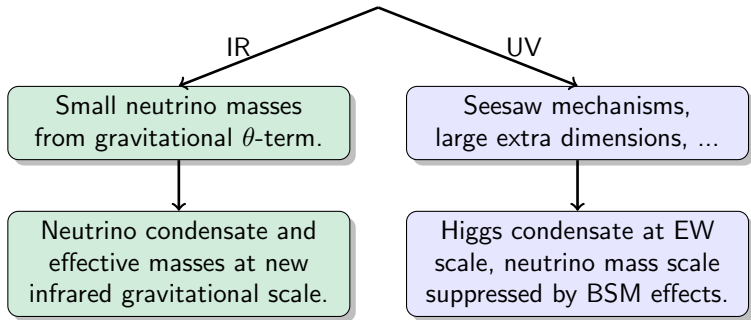 IR
UV
Small neutrino masses
from gravitational θ-term.
Seesaw mechanisms,
large extra dimensions, ...
Neutrino condensate and
effective masses at new
infrared gravitational scale.
Higgs condensate at EW
scale, neutrino mass scale
suppressed by BSM effects.